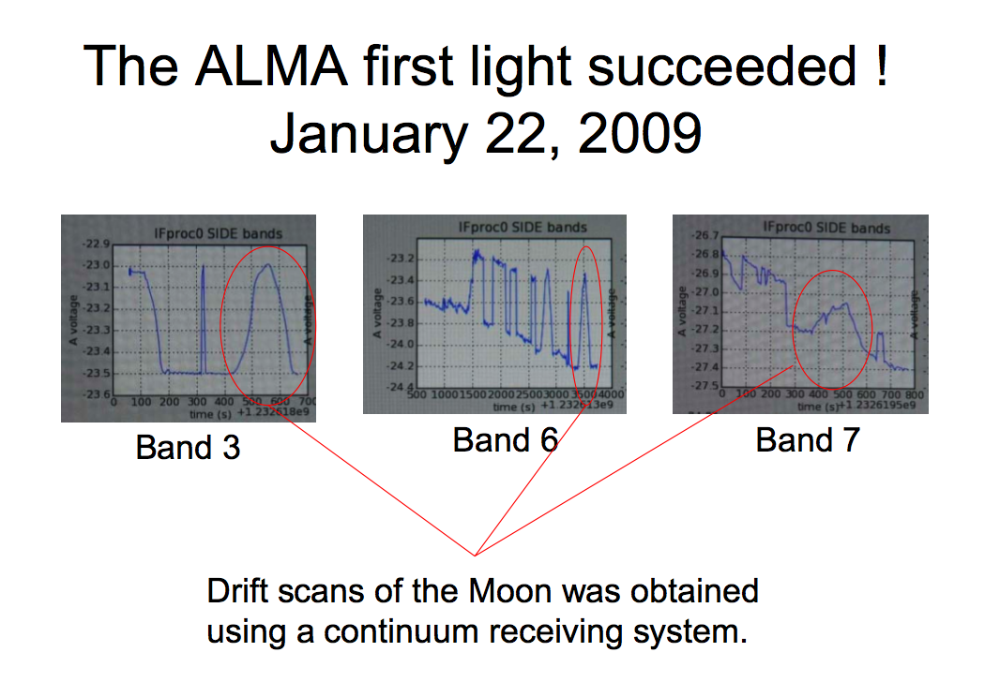 The ALMA first light succeeded !
January 22, 2009
IFproc0 SIDE bands
-22.9
-23.0
-23.1
-23.2
-23.3
-23.4
-23.5
-23.6
A voltage
A voltage
0 100 200 300 400 500 600 700
time (s) +1.232618e9
Band 3
IFproc0 SIDE bands
-23.2
-23.4
-23.6
-23.8
-24.0
-24.2
-24.4
A voltage
A voltage
500 1000 1500 2000 2500 3000 3500 4000
time (s) +1.232613e9
Band 6
IFproc0 SIDE bands
-26.7
-26.8
-26.9
-27.0
-27.1
-27.2
-27.3
-27.4
-27.5
A voltage
A voltage
0 100 200 300 400 500 600 700 800
time (s)+1.2326195e9
Band 7
Drift scans of the Moon was obtained
using a continuum receiving system.